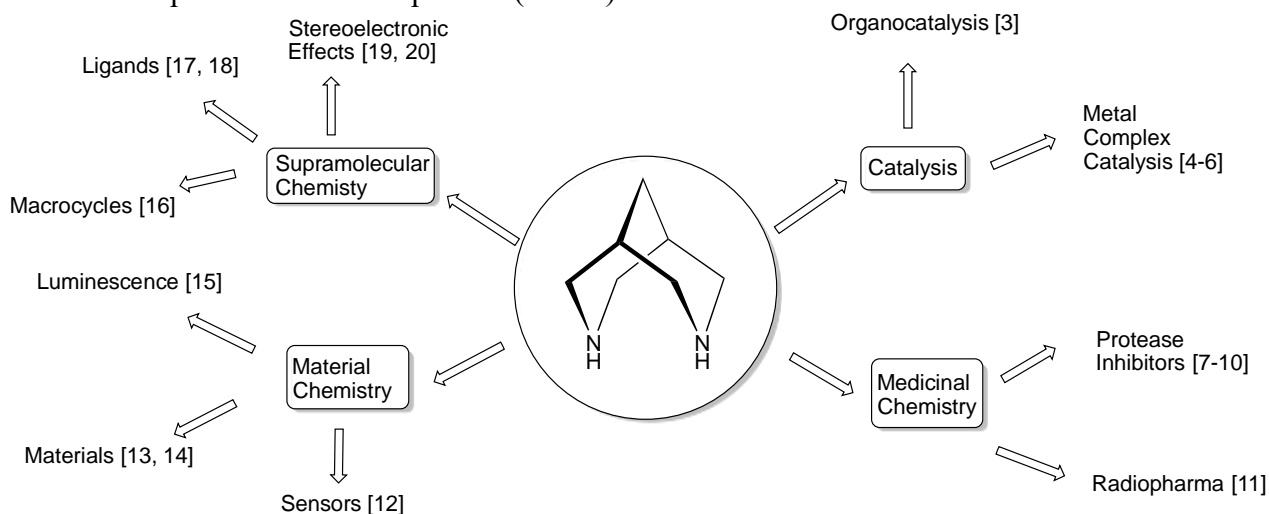 Stereoelectronic
Effects [19, 20]
Organocatalysis [3]
Ligands [17, 18]
Metal
Complex
Catalysis [4-6]
Supramolecular
Chemisty
Catalysis
Macrocycles [16]
Luminescence [15]
N
H
N
H
Protease
Inhibitors [7-10]
Material
Chemistry
Medicinal
Chemistry
Materials [13, 14]
Radiopharma [11]
Sensors [12]